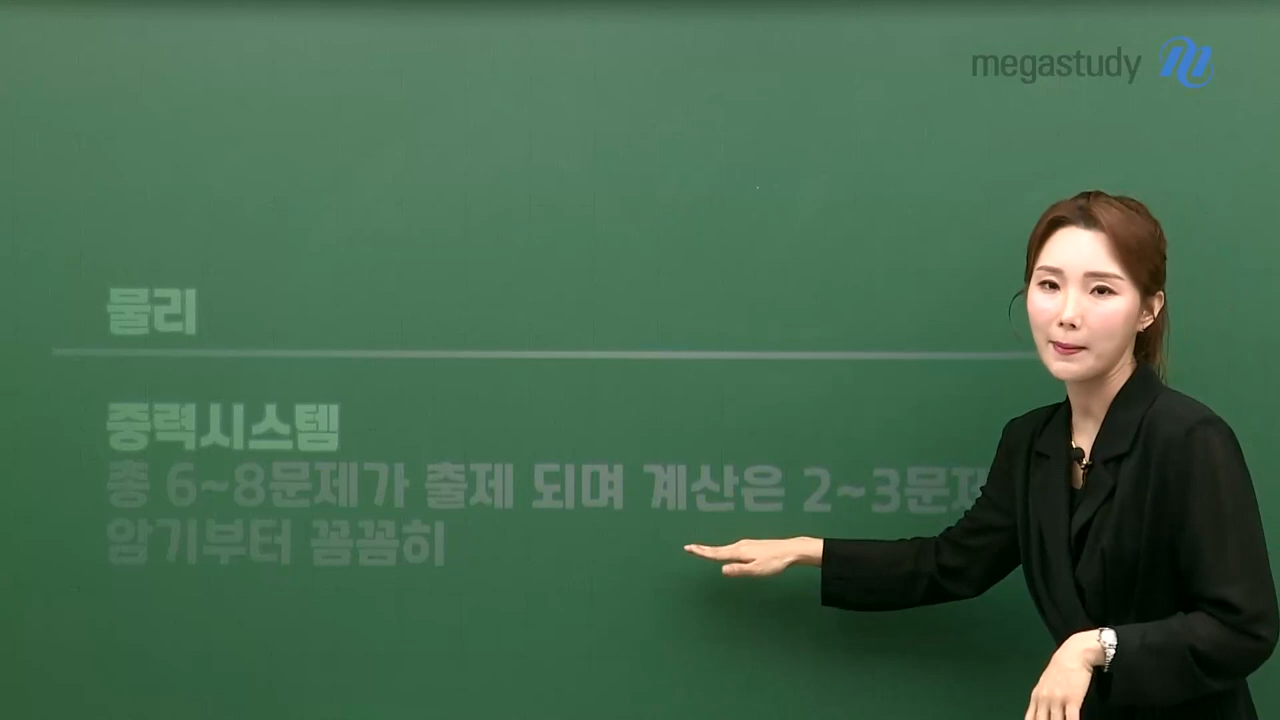 megastudy
물리
중력시스템
총 6~8문제가 출제 되며 계산은 2~3문제
암기부터 꼼꼼히